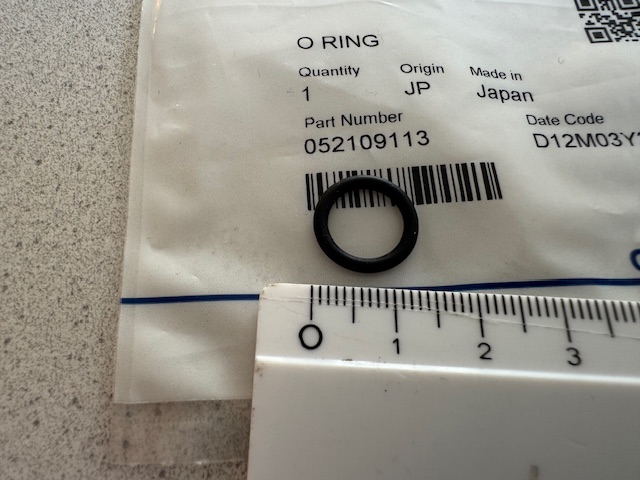 O RING
Quantity Origin Made in
1 JP Japan
Part Number Date Code
052109113
0 1 2 3